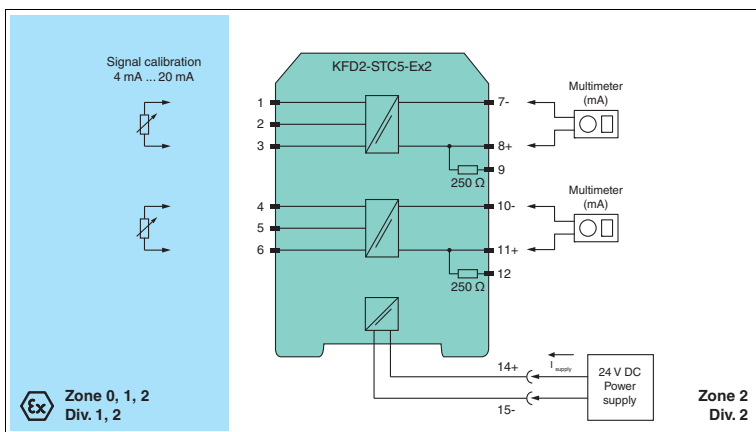 Signal calibration
4 mA ... 20 mA
KFD2-STC5-Ex2
Multimeter
(mA)
1
2
3
7-
8+
9
250 Ω
Multimeter
(mA)
4
5
6
10-
11+
12
250 Ω
14+
15-
I supply
24 V DC
Power
supply
Ex
Zone 0, 1, 2
Div. 1, 2
Zone 2
Div. 2